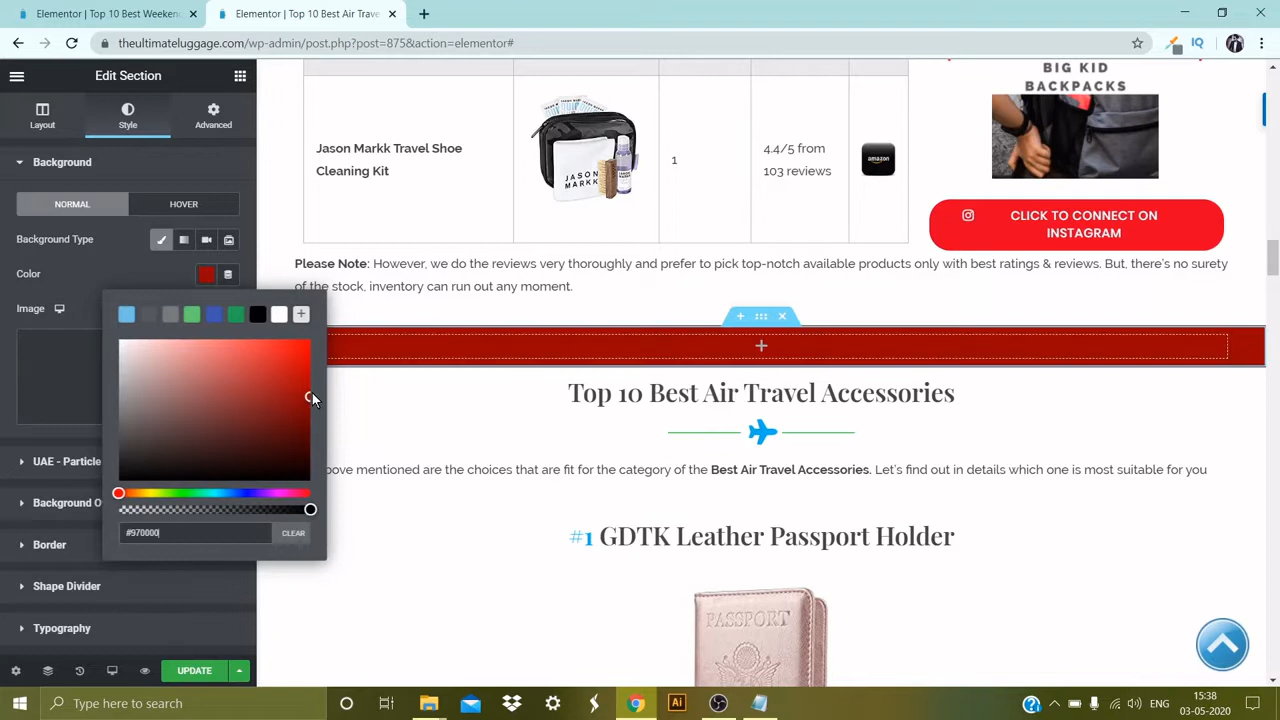 Elementor | Top 10 Best Weeken
Elementor | Top 10 Best Air Trave
theultimateluggage.com/wp-admin/post.php?post=875&action=elementor#
Edit Section
Layout
Style
Advanced
Background
NORMAL
HOVER
Background Type
Color
Image
#970000
CLEAR
UAE - Particle
Background O
Border
Shape Divider
Typography
UPDATE
Jason Markk Travel Shoe
Cleaning Kit
JASON
MARKK
1
4.4/5 from
103 reviews
amazon
BIG KID
BACKPACKS
CLICK TO CONNECT ON
INSTAGRAM
Please Note: However, we do the reviews very thoroughly and prefer to pick top-notch available products only with best ratings & reviews. But, there's no surety
of the stock, inventory can run out any moment.
Top 10 Best Air Travel Accessories
ove mentioned are the choices that are fit for the category of the Best Air Travel Accessories. Let's find out in details which one is most suitable for you
#1 GDTK Leather Passport Holder
PASSPORT
Type here to search
Ai
ENG
15:38
03-05-2020